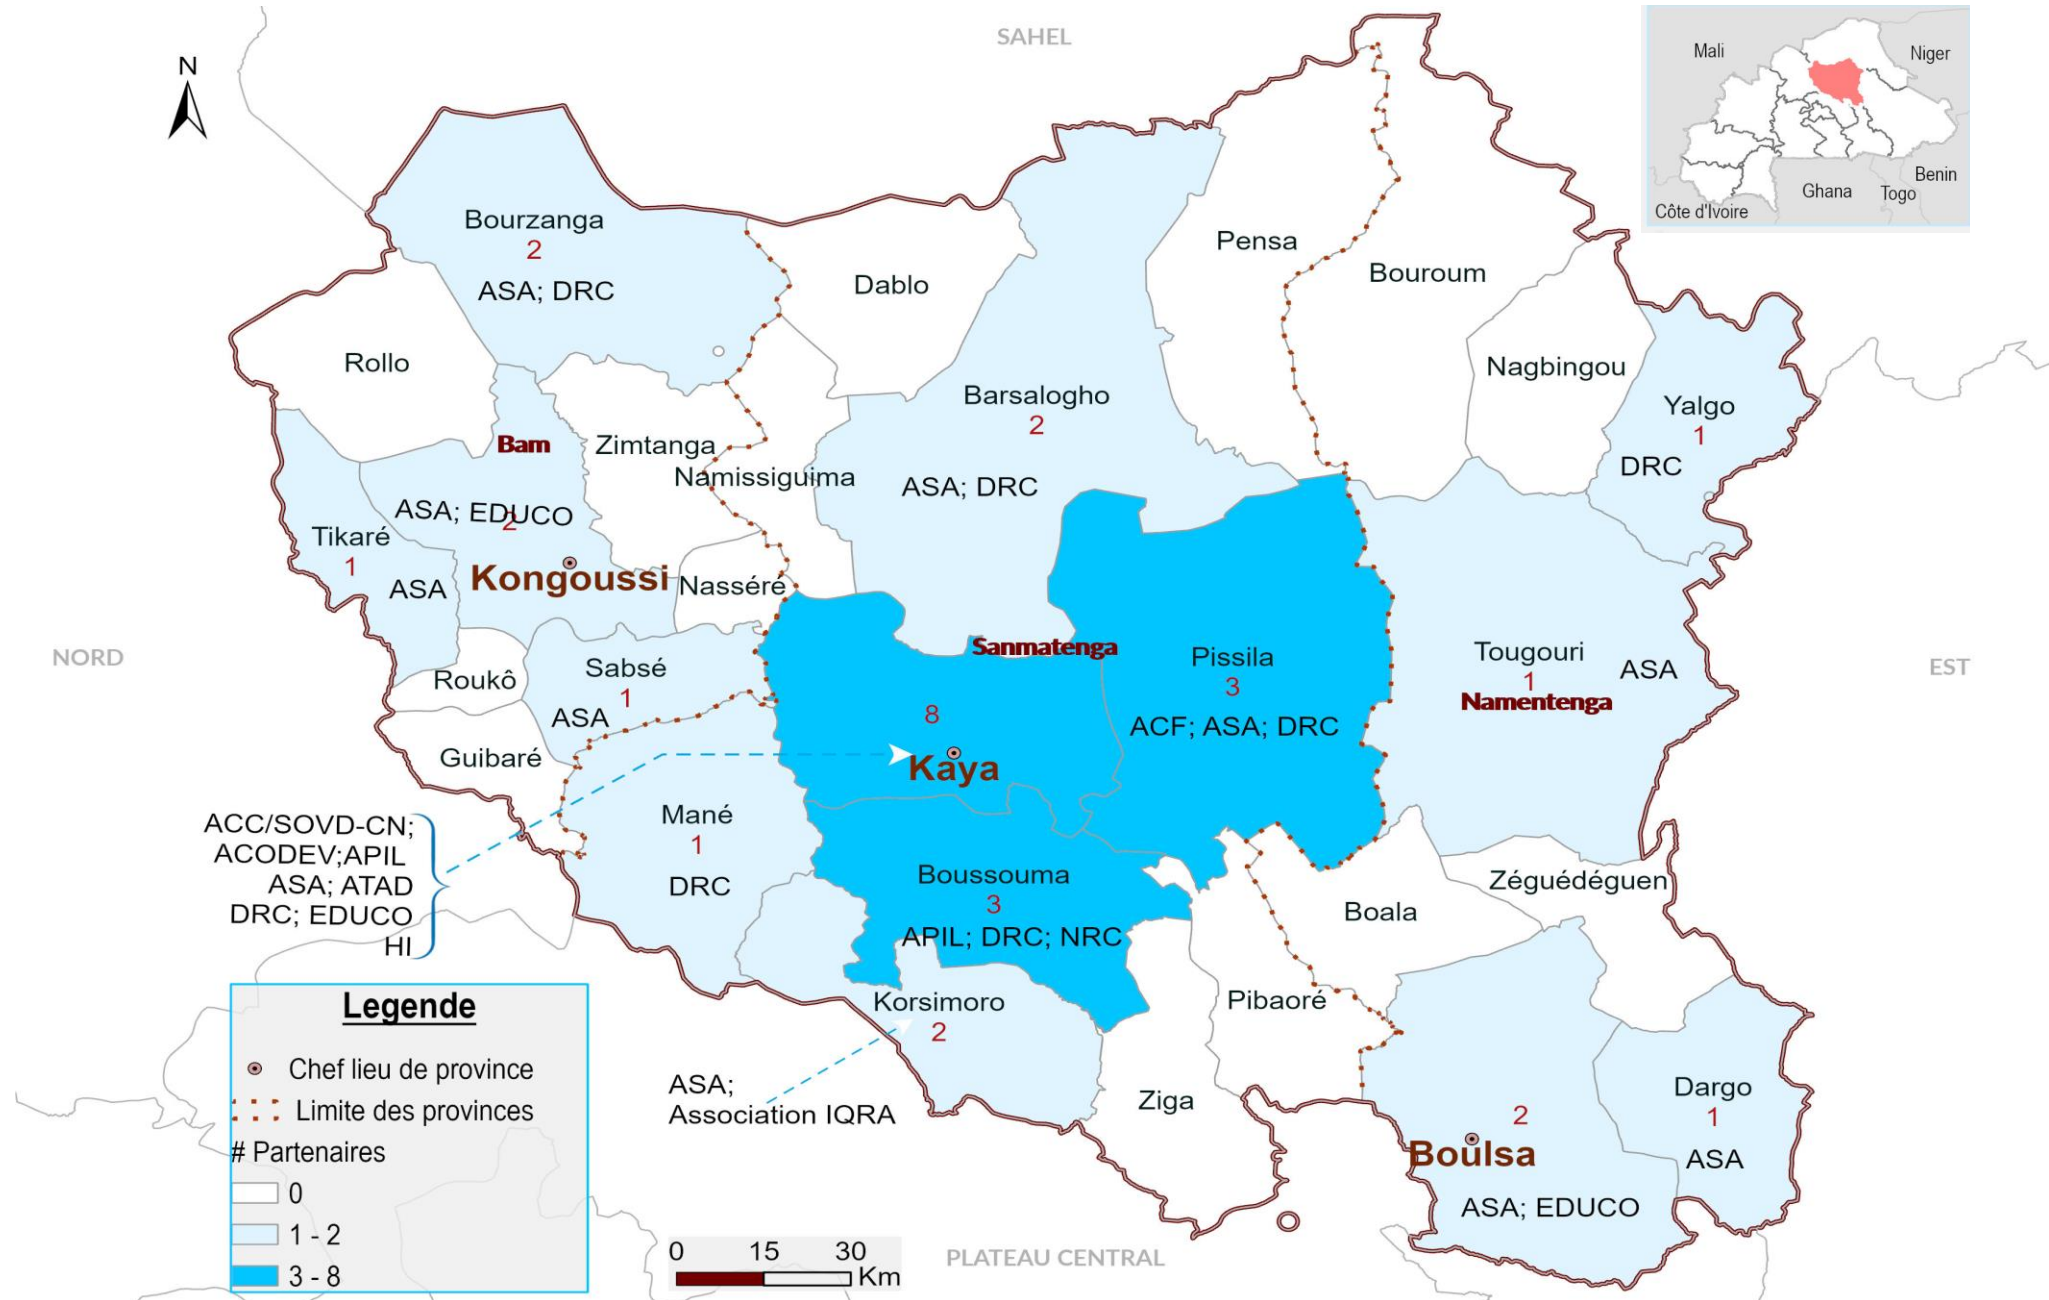 SAHEL
N
Mali
Niger
Benin
Ghana
Togo
Côte d'Ivoire
Bourzanga
2
ASA; DRC
Dablo
Pensa
Bouroum
Rollo
Nagbingou
Barsalogho
2
ASA; DRC
Yalgo
1
DRC
Bam
Zimtanga
Namissiguima
ASA; EDUCO
2
Kongoussi
Tikaré
1
ASA
Nasséré
NORD
Roukô
Sabsé
1
ASA
Sanmatenga
Pissila
3
ACF; ASA; DRC
Tougouri
1
ASA
Namentenga
EST
Guibaré
8
Kaya
Mané
1
DRC
ACC/SOVD-CN;
ACODEV;APIL
ASA; ATAD
DRC; EDUCO
HI
Boussouma
3
APIL; DRC; NRC
Zéguédéguen
Boala
Pibaoré
Korsimoro
2
ASA;
Association IQRA
Ziga
Dargo
1
ASA
2
Boulsa
ASA; EDUCO
PLATEAU CENTRAL
Legende
Chef lieu de province
Limite des provinces
# Partenaires
0
1 - 2
3 - 8
0 15 30
Km